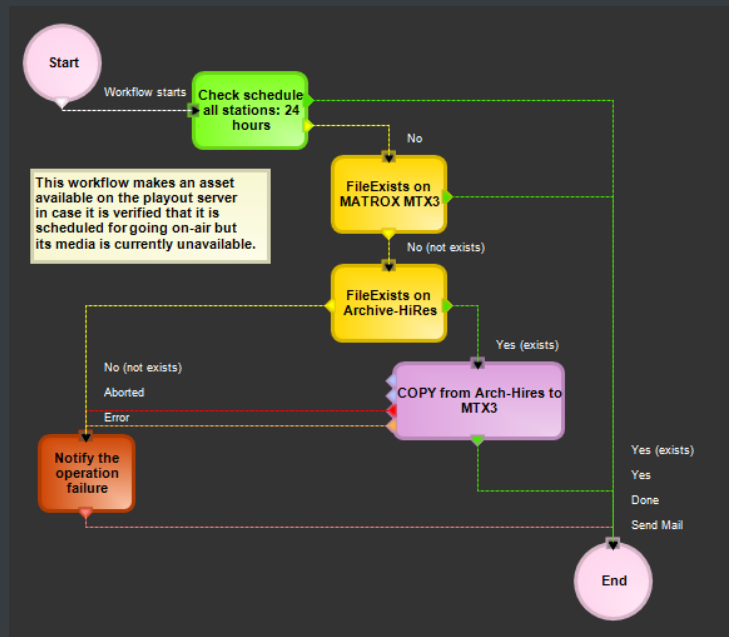 Start
Workflow starts
Check schedule
all stations: 24
hours
No
This workflow makes an asset
available on the playout server
in case it is verified that it is
scheduled for going on-air but
its media is currently unavailable.
FileExists on
MATROX MTX3
No (not exists)
FileExists on
Archive-HiRes
Yes (exists)
No (not exists)
Aborted
Error
COPY from Arch-Hires to
MTX3
Notify the
operation
failure
Yes (exists)
Yes
Done
Send Mail
End